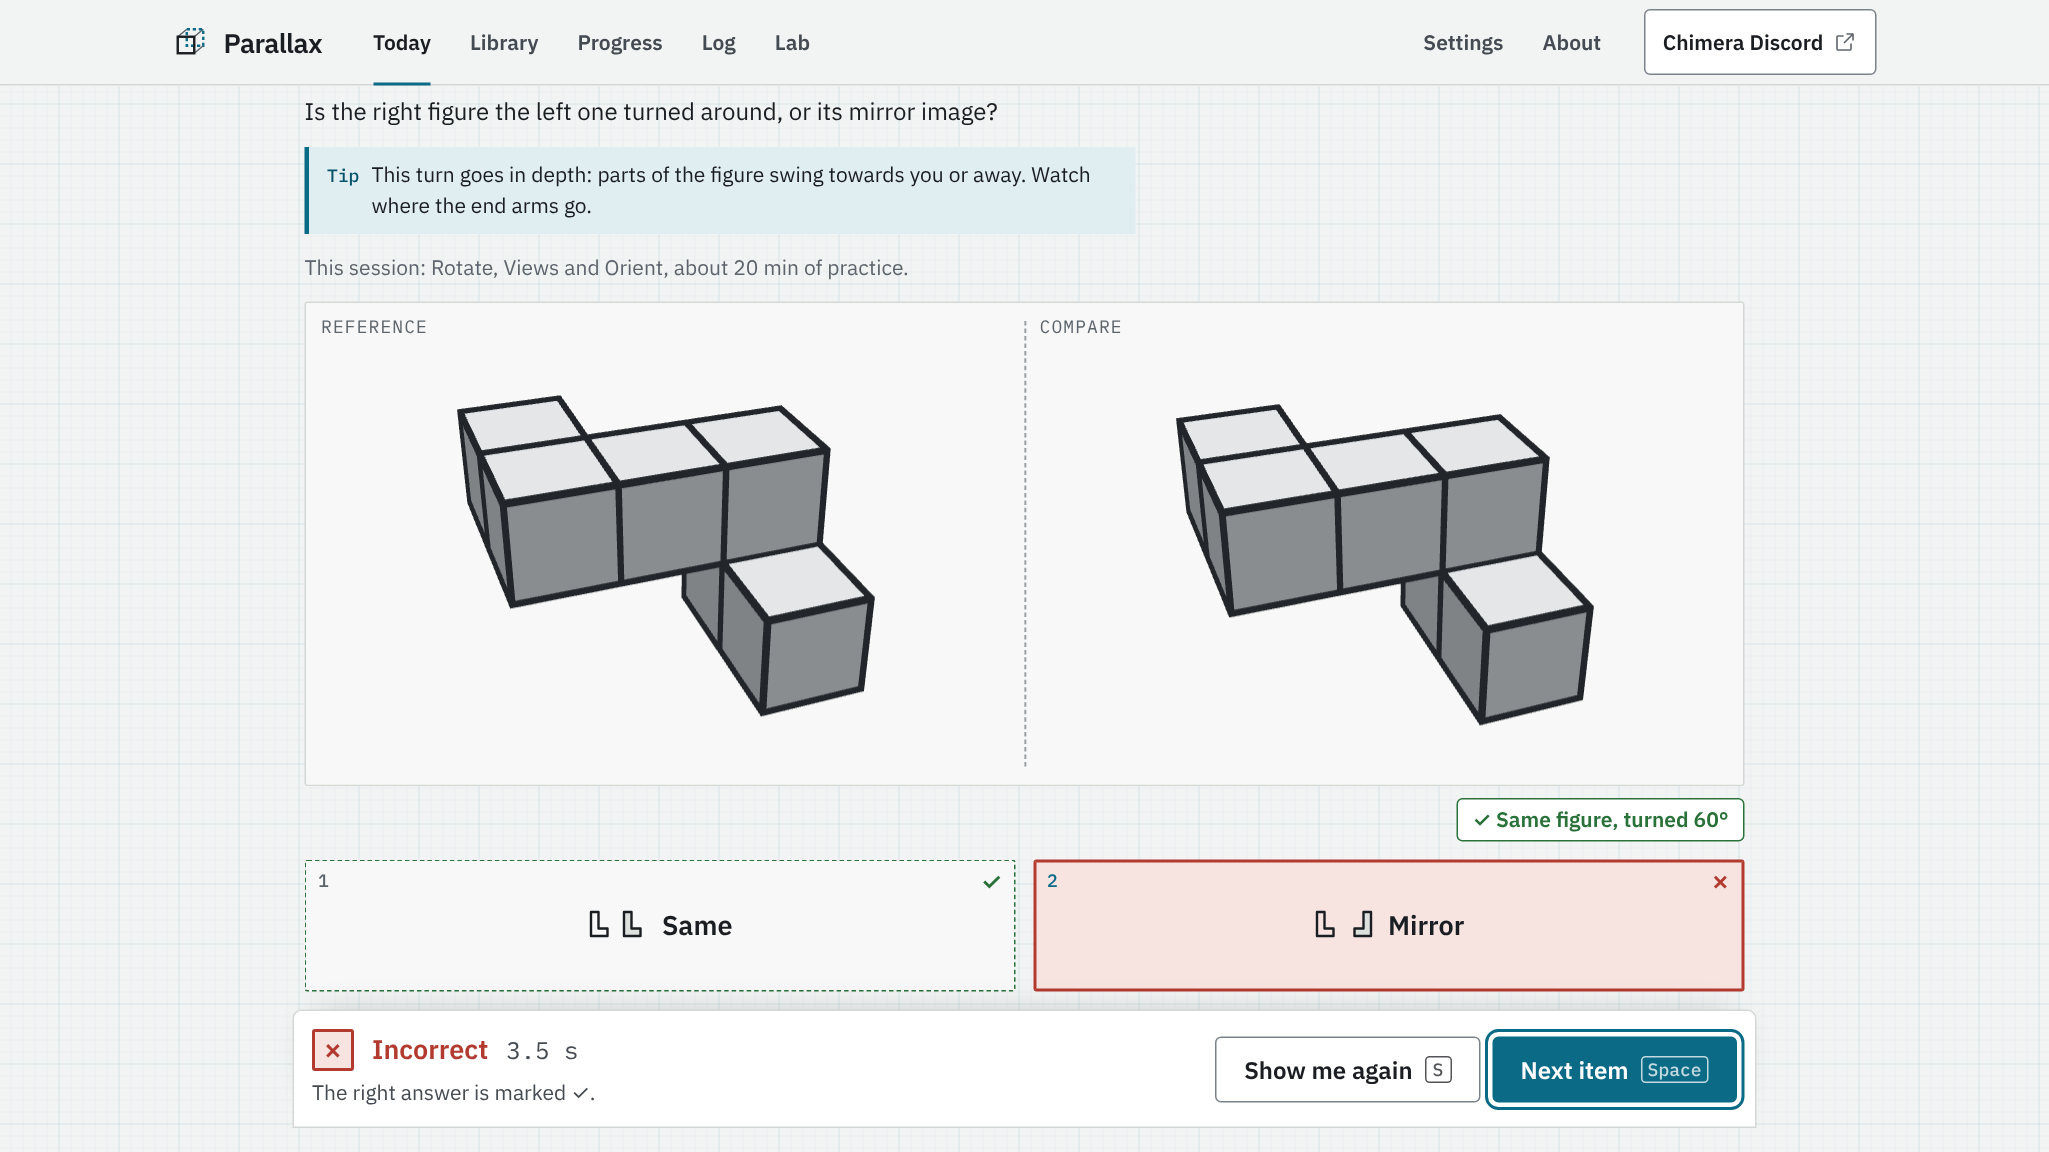 Parallax
Today
Library
Progress
Log
Lab
Settings
About
Chimera Discord
Is the right figure the left one turned around, or its mirror image?
Tip This turn goes in depth: parts of the figure swing towards you or away. Watch
where the end arms go.
This session: Rotate, Views and Orient, about 20 min of practice.
REFERENCE
COMPARE
✓ Same figure, turned 60°
1
Same
2
Mirror
Incorrect 3.5 s
The right answer is marked ✓.
Show me again S
Next item Space